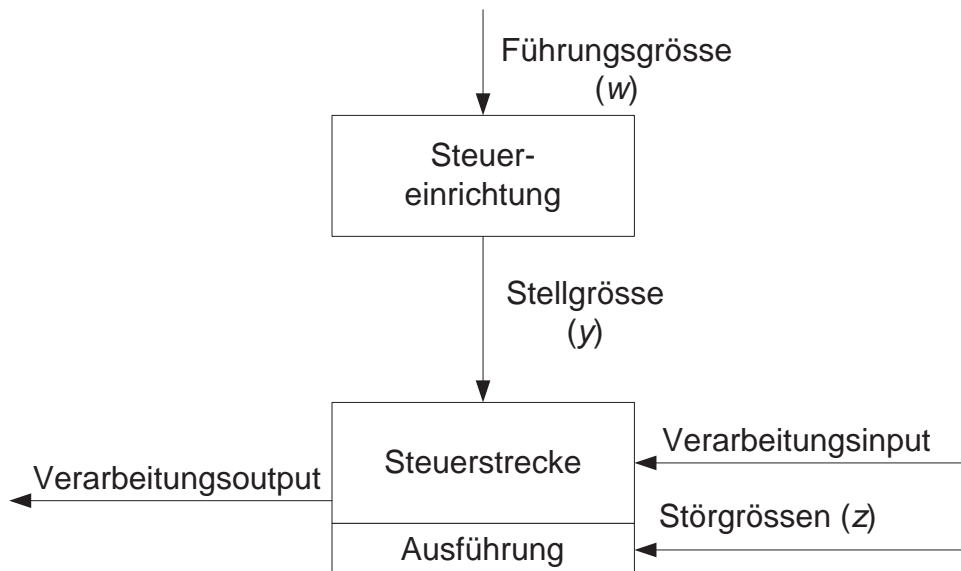 Führungsgrösse
(w)
Steuer-
einrichtung
Stellgrösse
(y)
Verarbeitungsinput
Steuerstrecke
Verarbeitungsoutput
Störgrössen (z)
Ausführung